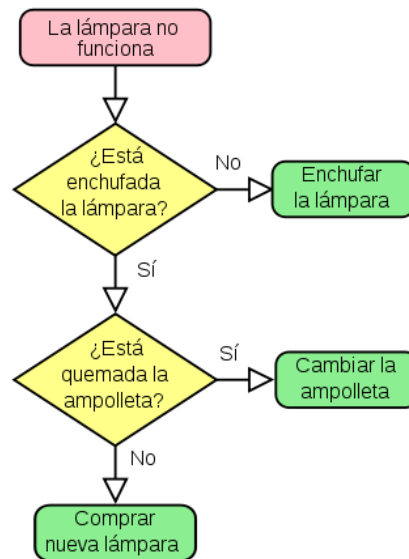 La lámpara no
funciona
¿Está
enchufada
la lámpara?
No
Enchufar
la lámpara
Sí
¿Está
quemada la
ampolleta?
Sí
Cambiar la
ampolleta
No
Comprar
nueva lámpara